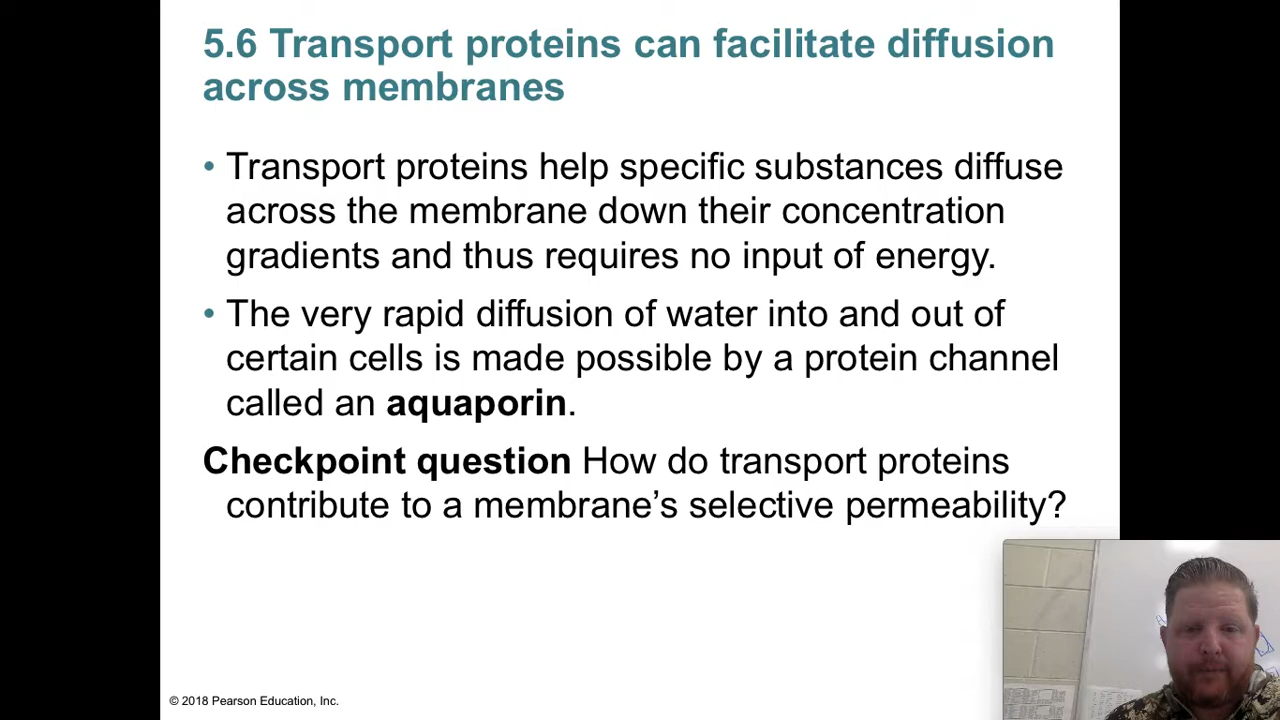 5.6 Transport proteins can facilitate diffusion
across membranes
• Transport proteins help specific substances diffuse
across the membrane down their concentration
gradients and thus requires no input of energy.
• The very rapid diffusion of water into and out of
certain cells is made possible by a protein channel
called an aquaporin.
Checkpoint question How do transport proteins
contribute to a membrane’s selective permeability?
© 2018 Pearson Education, Inc.